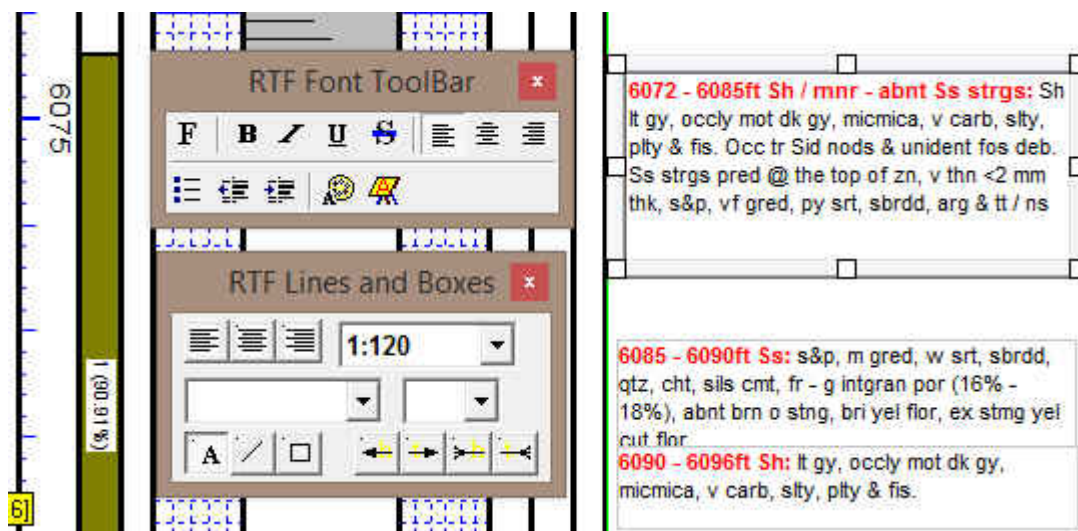 6075
1 (90.91%)
6]
RTF Font ToolBar
F B I U S
RTF Lines and Boxes
1:120
A
6072 - 6085ft Sh / mnr - abnt Ss strgs: Sh
lt gy, occly mot dk gy, micmica, v carb, slty,
plty & fis. Occ tr Sid nods & unident fos deb.
Ss strgs pred @ the top of zn, v thn <2 mm
thk, s&p, vf gred, py srt, sbrdd, arg & tt / ns
6085 - 6090ft Ss: s&p, m gred, w srt, sbrdd,
qtz, cht, sils cmt, fr - g intgran por (16% -
18%), abnt brn o stng, bri yel flor, ex stmg yel
cut flor
6090 - 6096ft Sh: lt gy, occly mot dk gy,
micmica, v carb, slty, plty & fis.